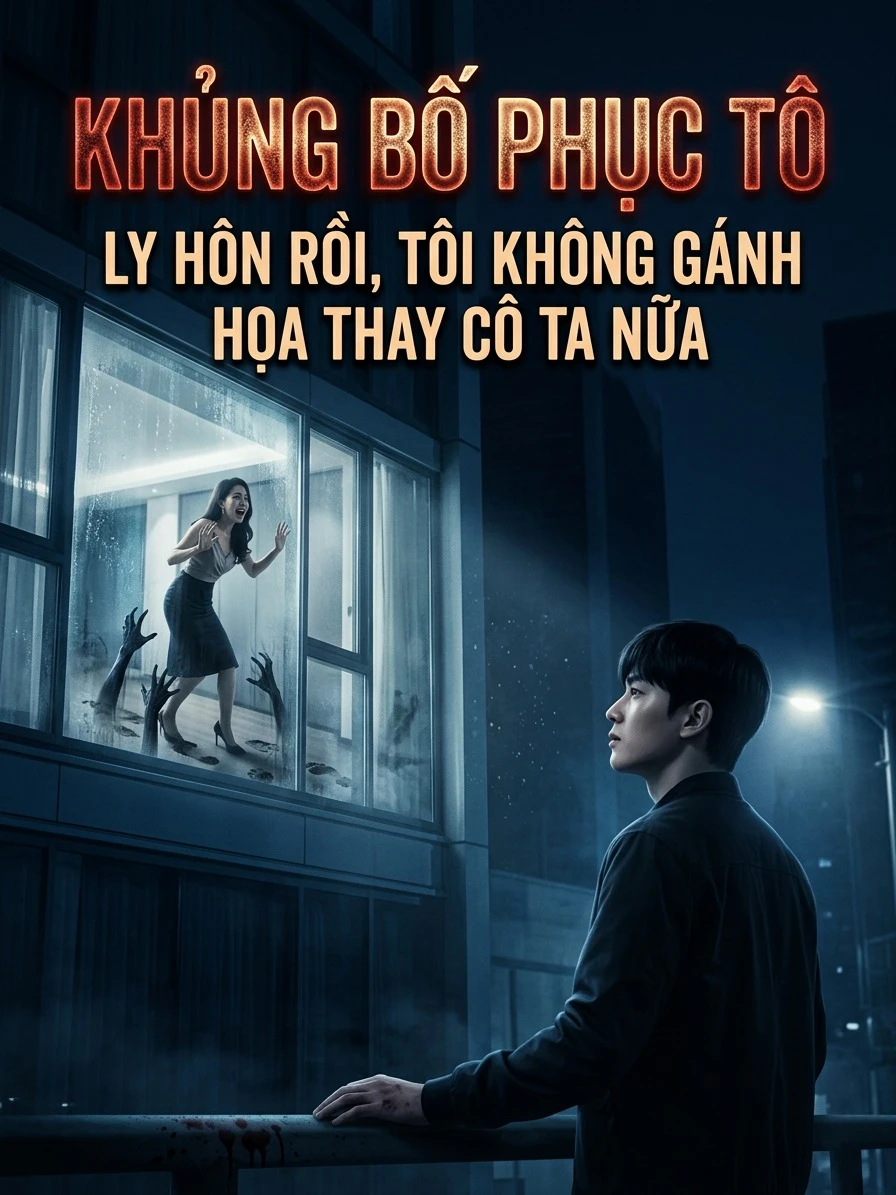 KHỦNG BỐ PHỤC TÔ
LY HÔN RỒI, TÔI KHÔNG GÁNH
HỌA THAY CÔ TA NỮA